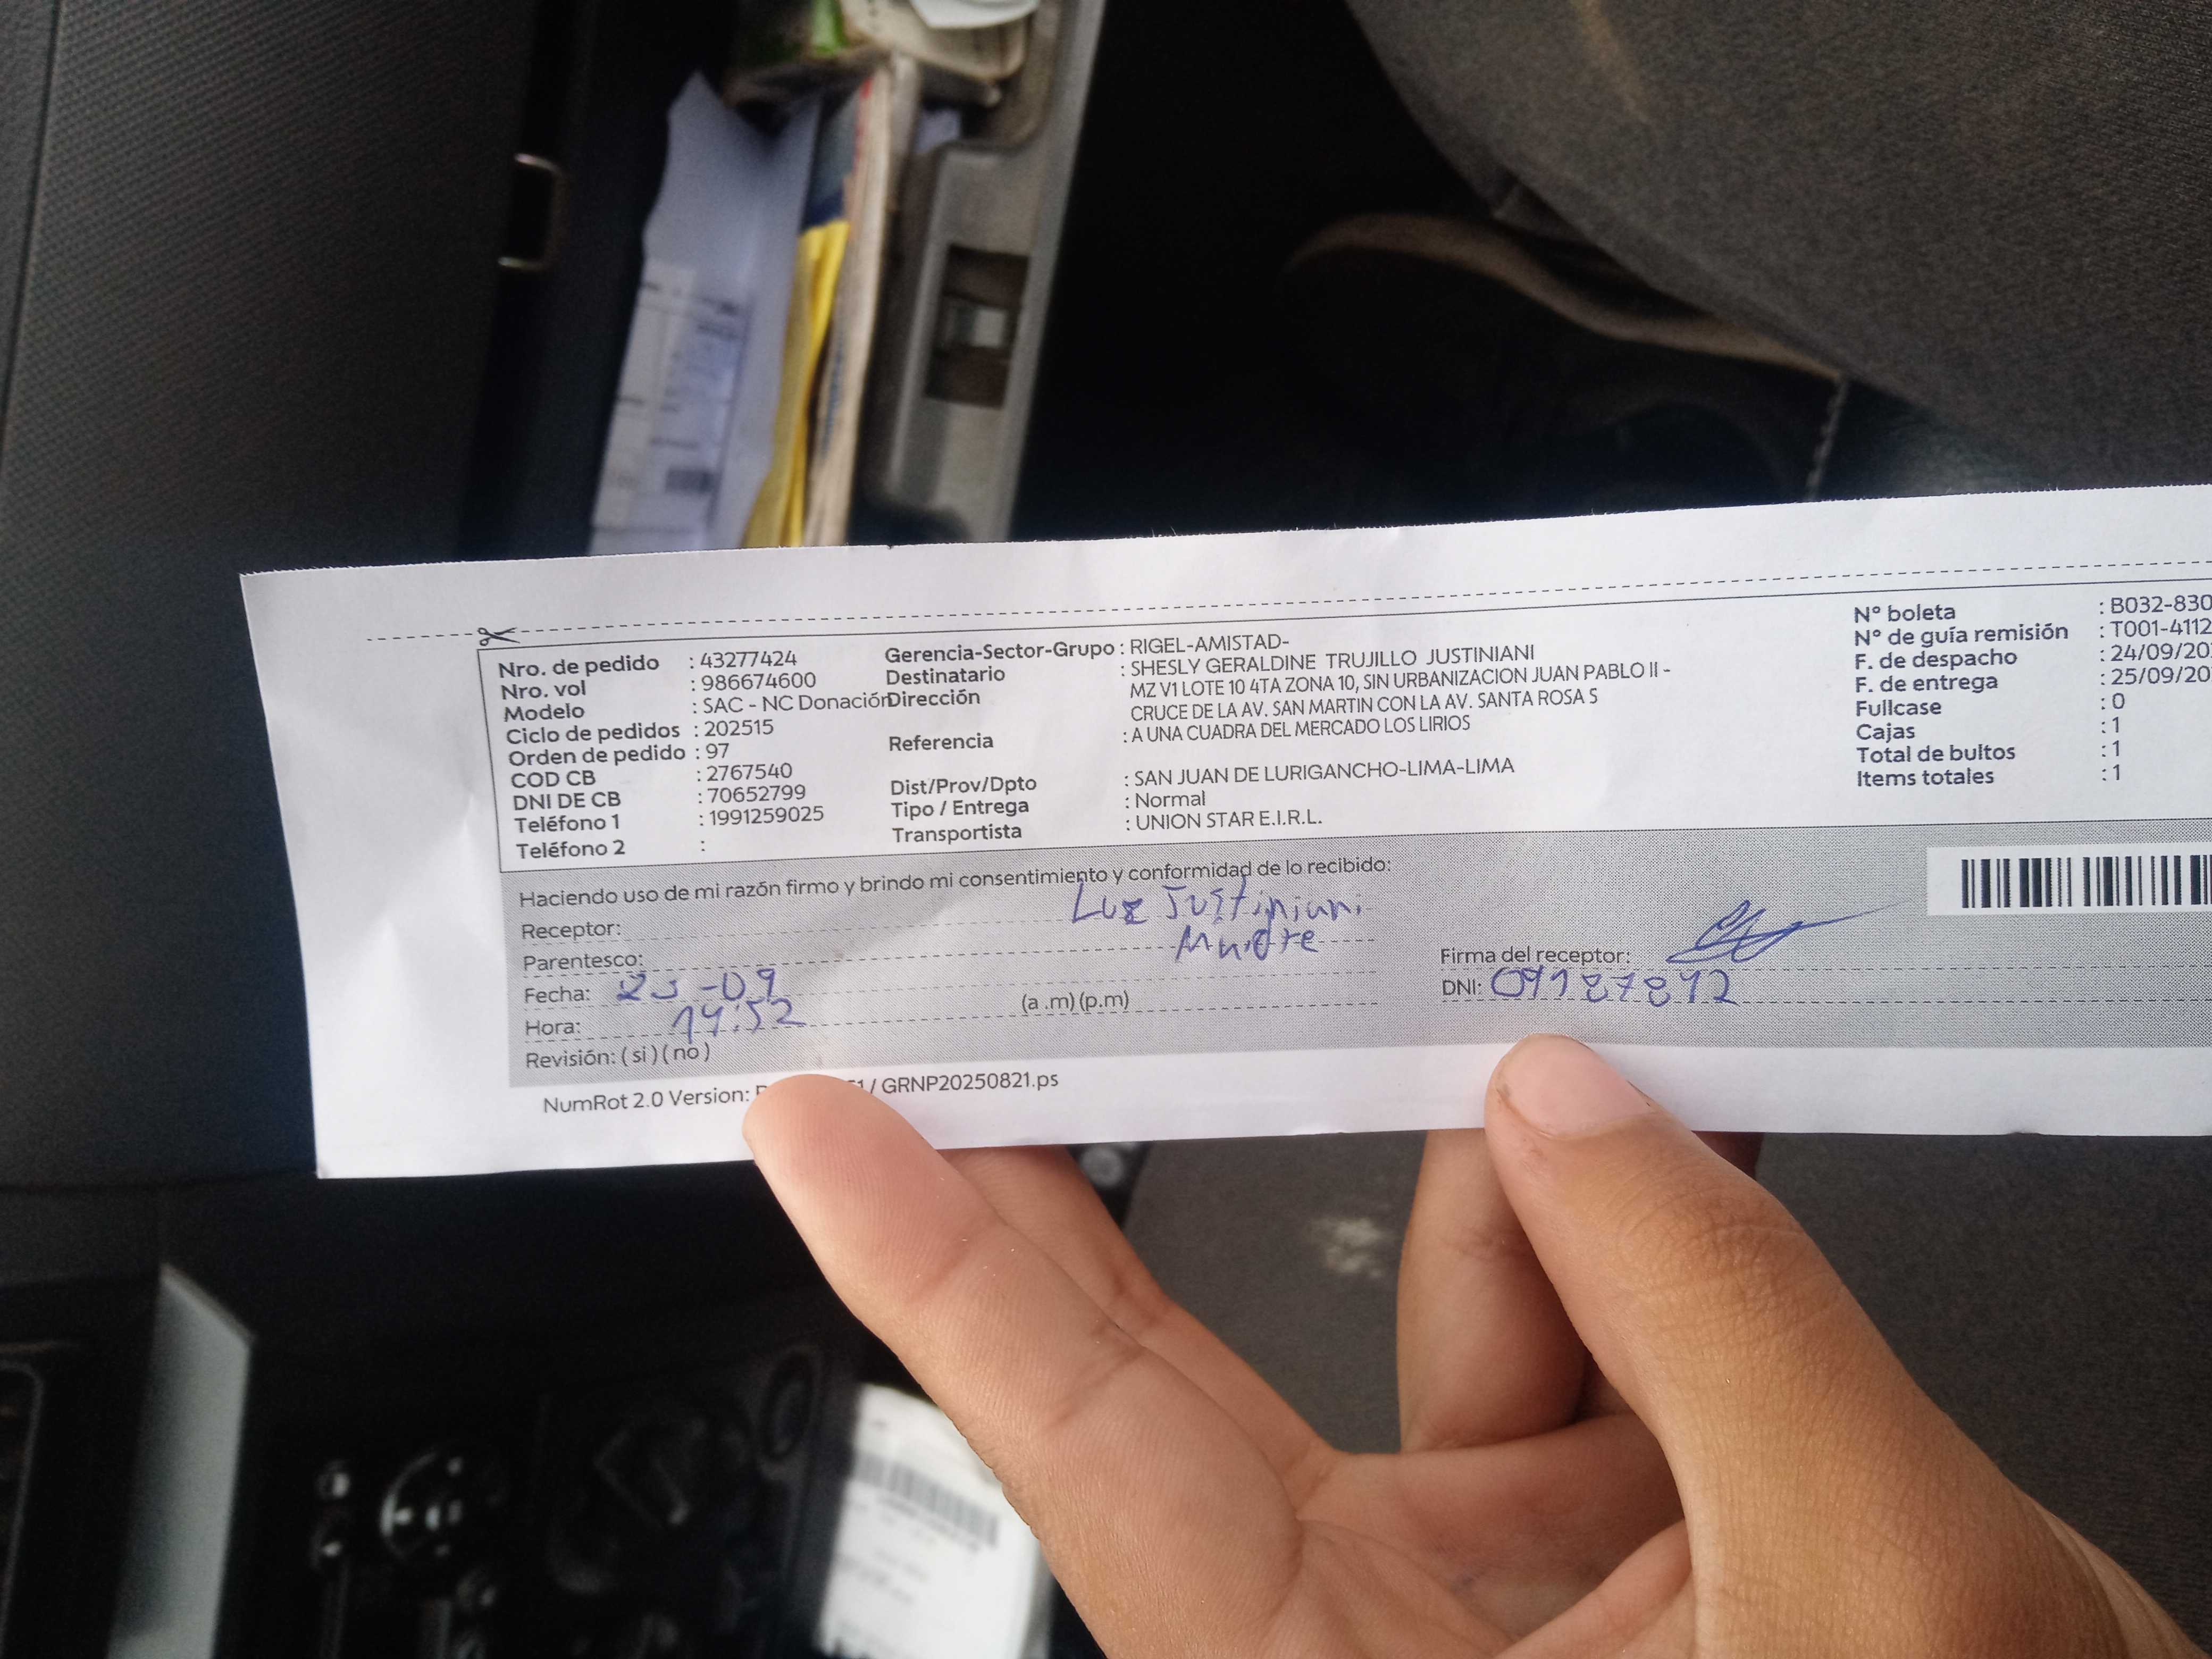 Nro. de pedido : 43277424
Nro. vol : 986674600
Modelo : SAC - NC Donación
Ciclo de pedidos : 202515
Orden de pedido : 97
COD CB : 2767540
DNI DE CB : 70652799
Teléfono 1 : 1991259025
Teléfono 2 :
Gerencia-Sector-Grupo : RIGEL-AMISTAD-
Destinatario : SHESLY GERALDINE TRUJILLO JUSTINIANI
Dirección MZ V1 LOTE 10 4TA ZONA 10, SIN URBANIZACION JUAN PABLO II -
CRUCE DE LA AV. SAN MARTIN CON LA AV. SANTA ROSA S
Referencia : A UNA CUADRA DEL MERCADO LOS LIRIOS
Dist/Prov/Dpto : SAN JUAN DE LURIGANCHO-LIMA-LIMA
Tipo / Entrega : Normal
Transportista : UNION STAR E.I.R.L.
N° boleta : B032-830
N° de guía remisión : T001-4112
F. de despacho : 24/09/20
F. de entrega : 25/09/20
Fullcase : 0
Cajas : 1
Total de bultos : 1
Items totales : 1
Haciendo uso de mi razón firmo y brindo mi consentimiento y conformidad de lo recibido:
Receptor: Luz Justiniani
Parentesco: Madre
Fecha: 25-09
Hora: 14:52 (a .m) (p.m)
Revisión: ( si ) ( no )
Firma del receptor:
DNI: 09187892
NumRot 2.0 Version: / GRNP20250821.ps